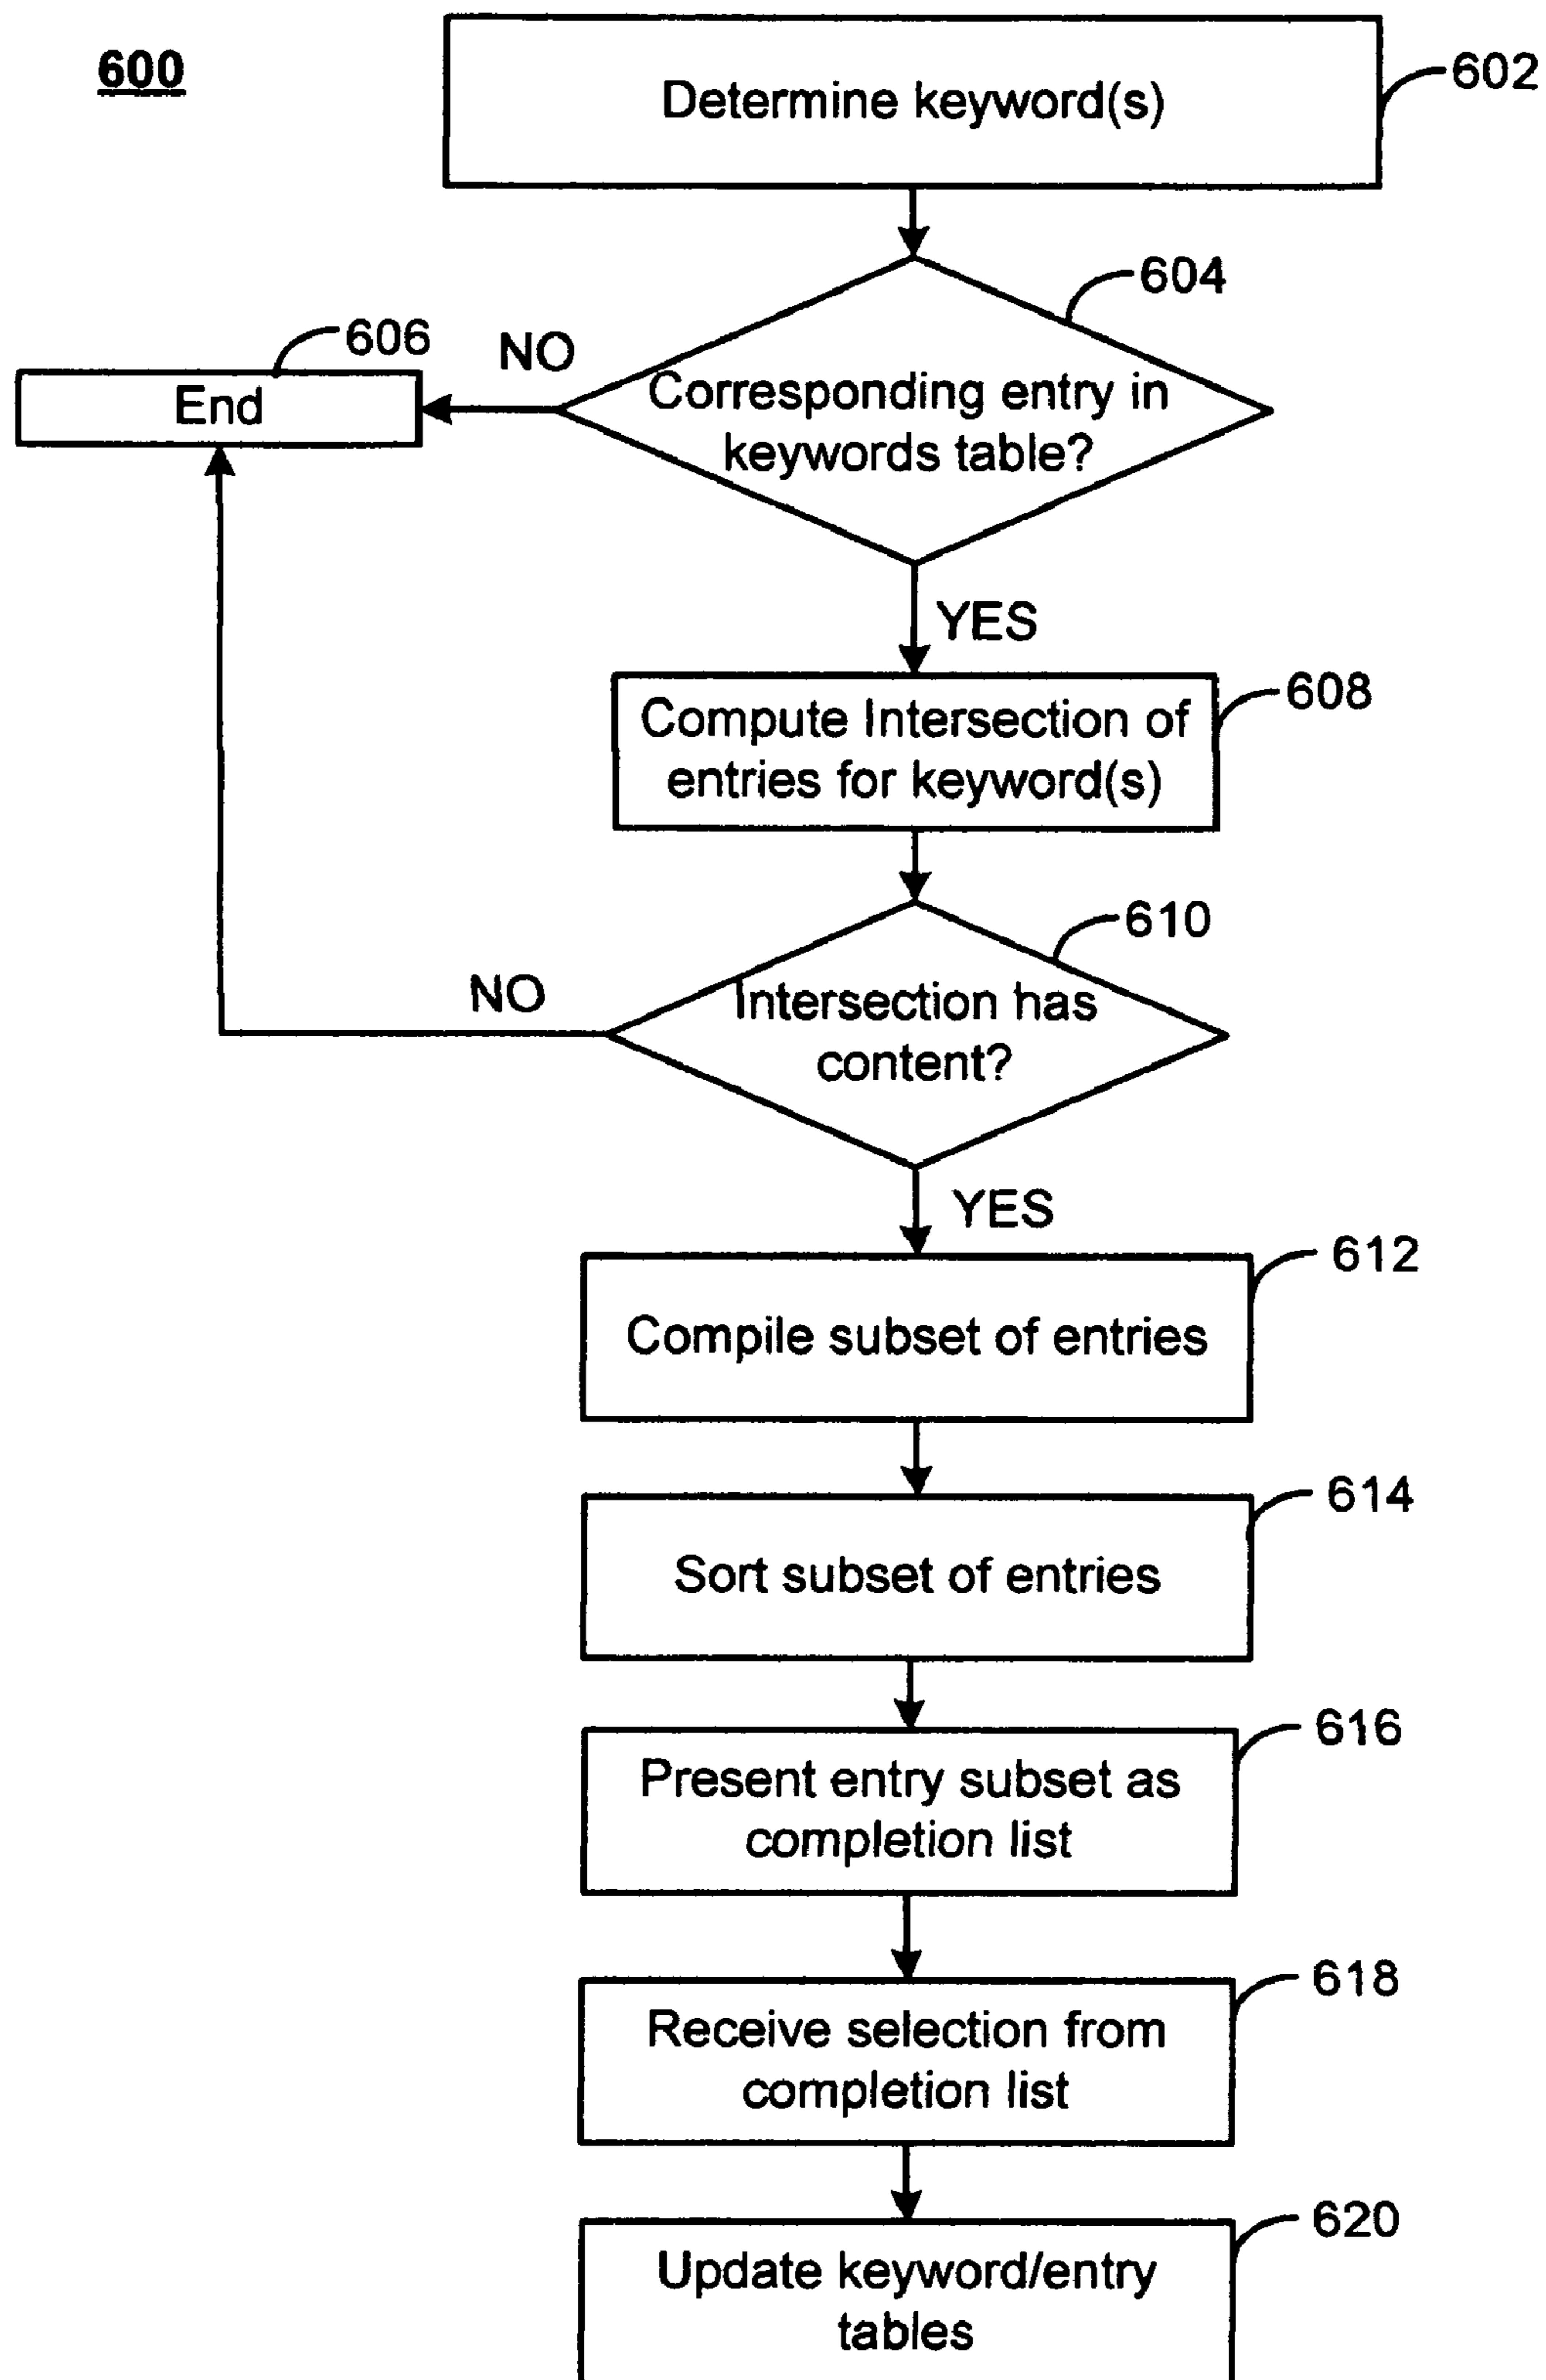 600
Determine keyword(s)
602
604
606
NO
End
Corresponding entry in
keywords table?
YES
608
Compute Intersection of
entries for keyword(s)
610
NO
Intersection has
content?
YES
612
Compile subset of entries
614
Sort subset of entries
616
Present entry subset as
completion list
618
Receive selection from
completion list
620
Update keyword/entry
tables